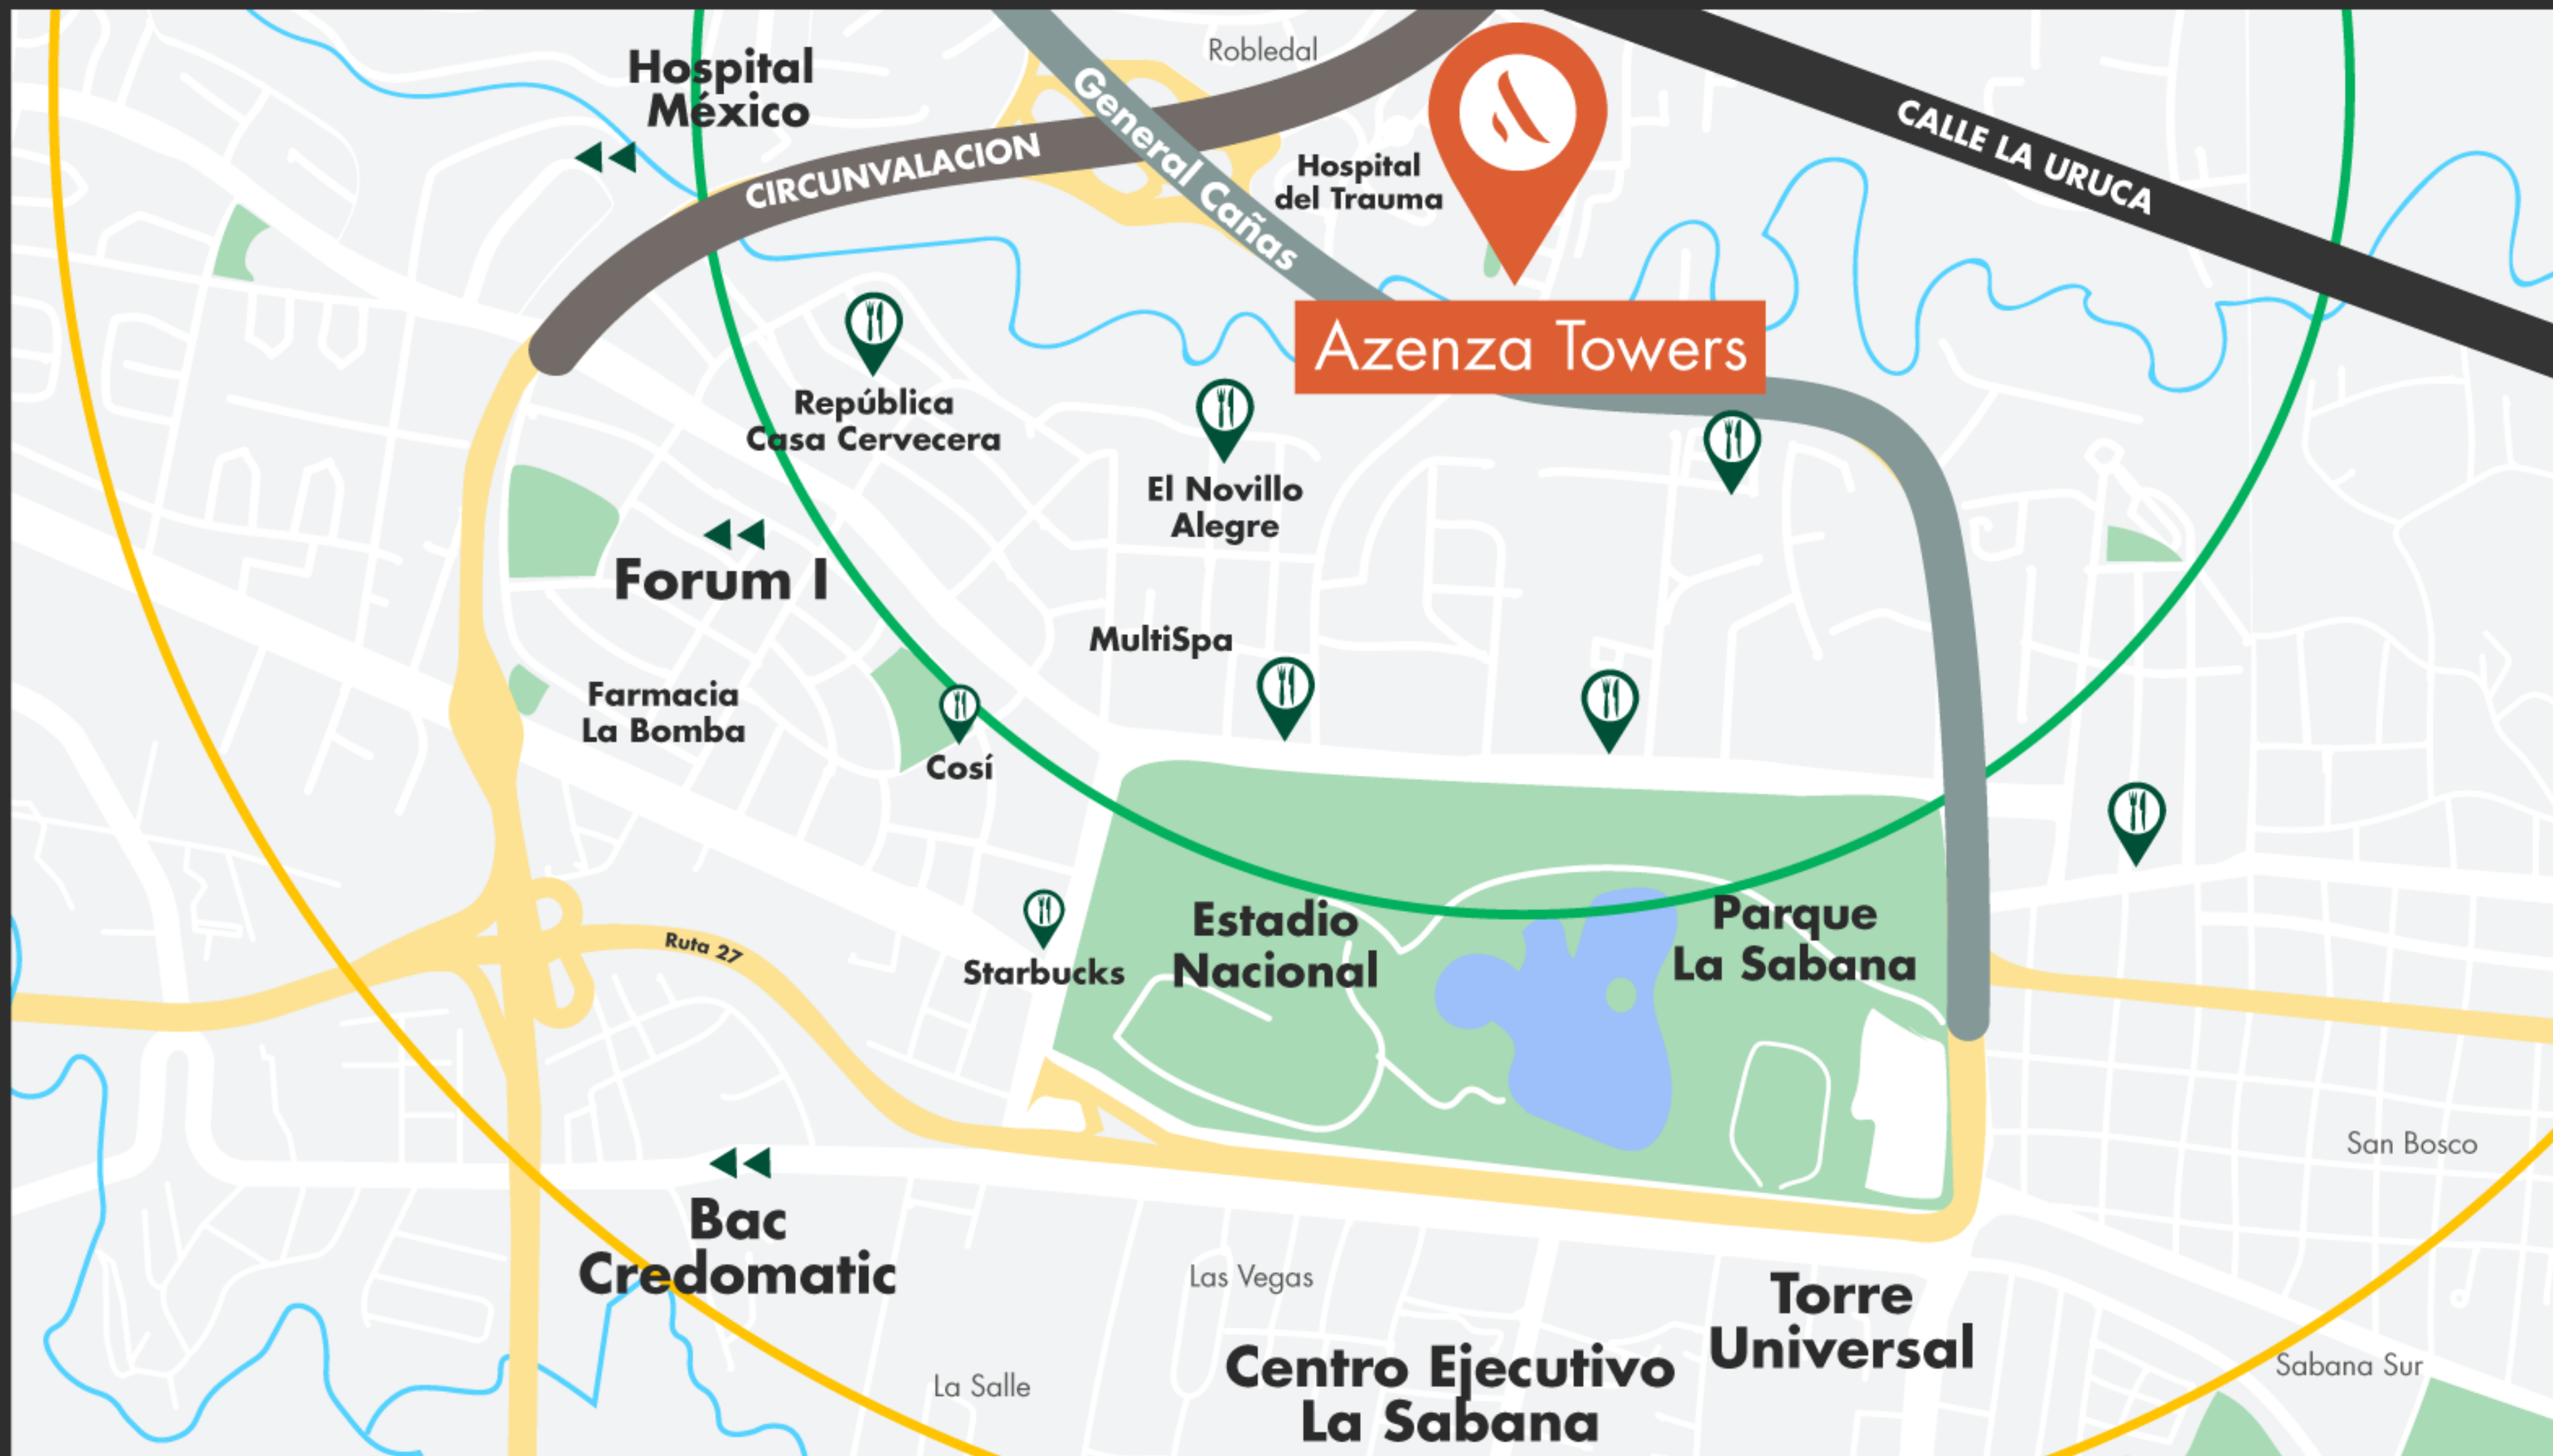 Robledal
Hospital
México
General Cañas
CALLE LA URUCA
CIRCUNVALACION
Hospital
del Trauma
Azenza Towers
República
Casa Cervecera
El Novillo
Alegre
Forum I
MultiSpa
Farmacia
La Bomba
Cosí
Estadio
Nacional
Parque
La Sabana
Ruta 27
Starbucks
San Bosco
Bac
Credomatic
Las Vegas
Torre
Universal
Centro Ejecutivo
La Sabana
Sabana Sur
La Salle